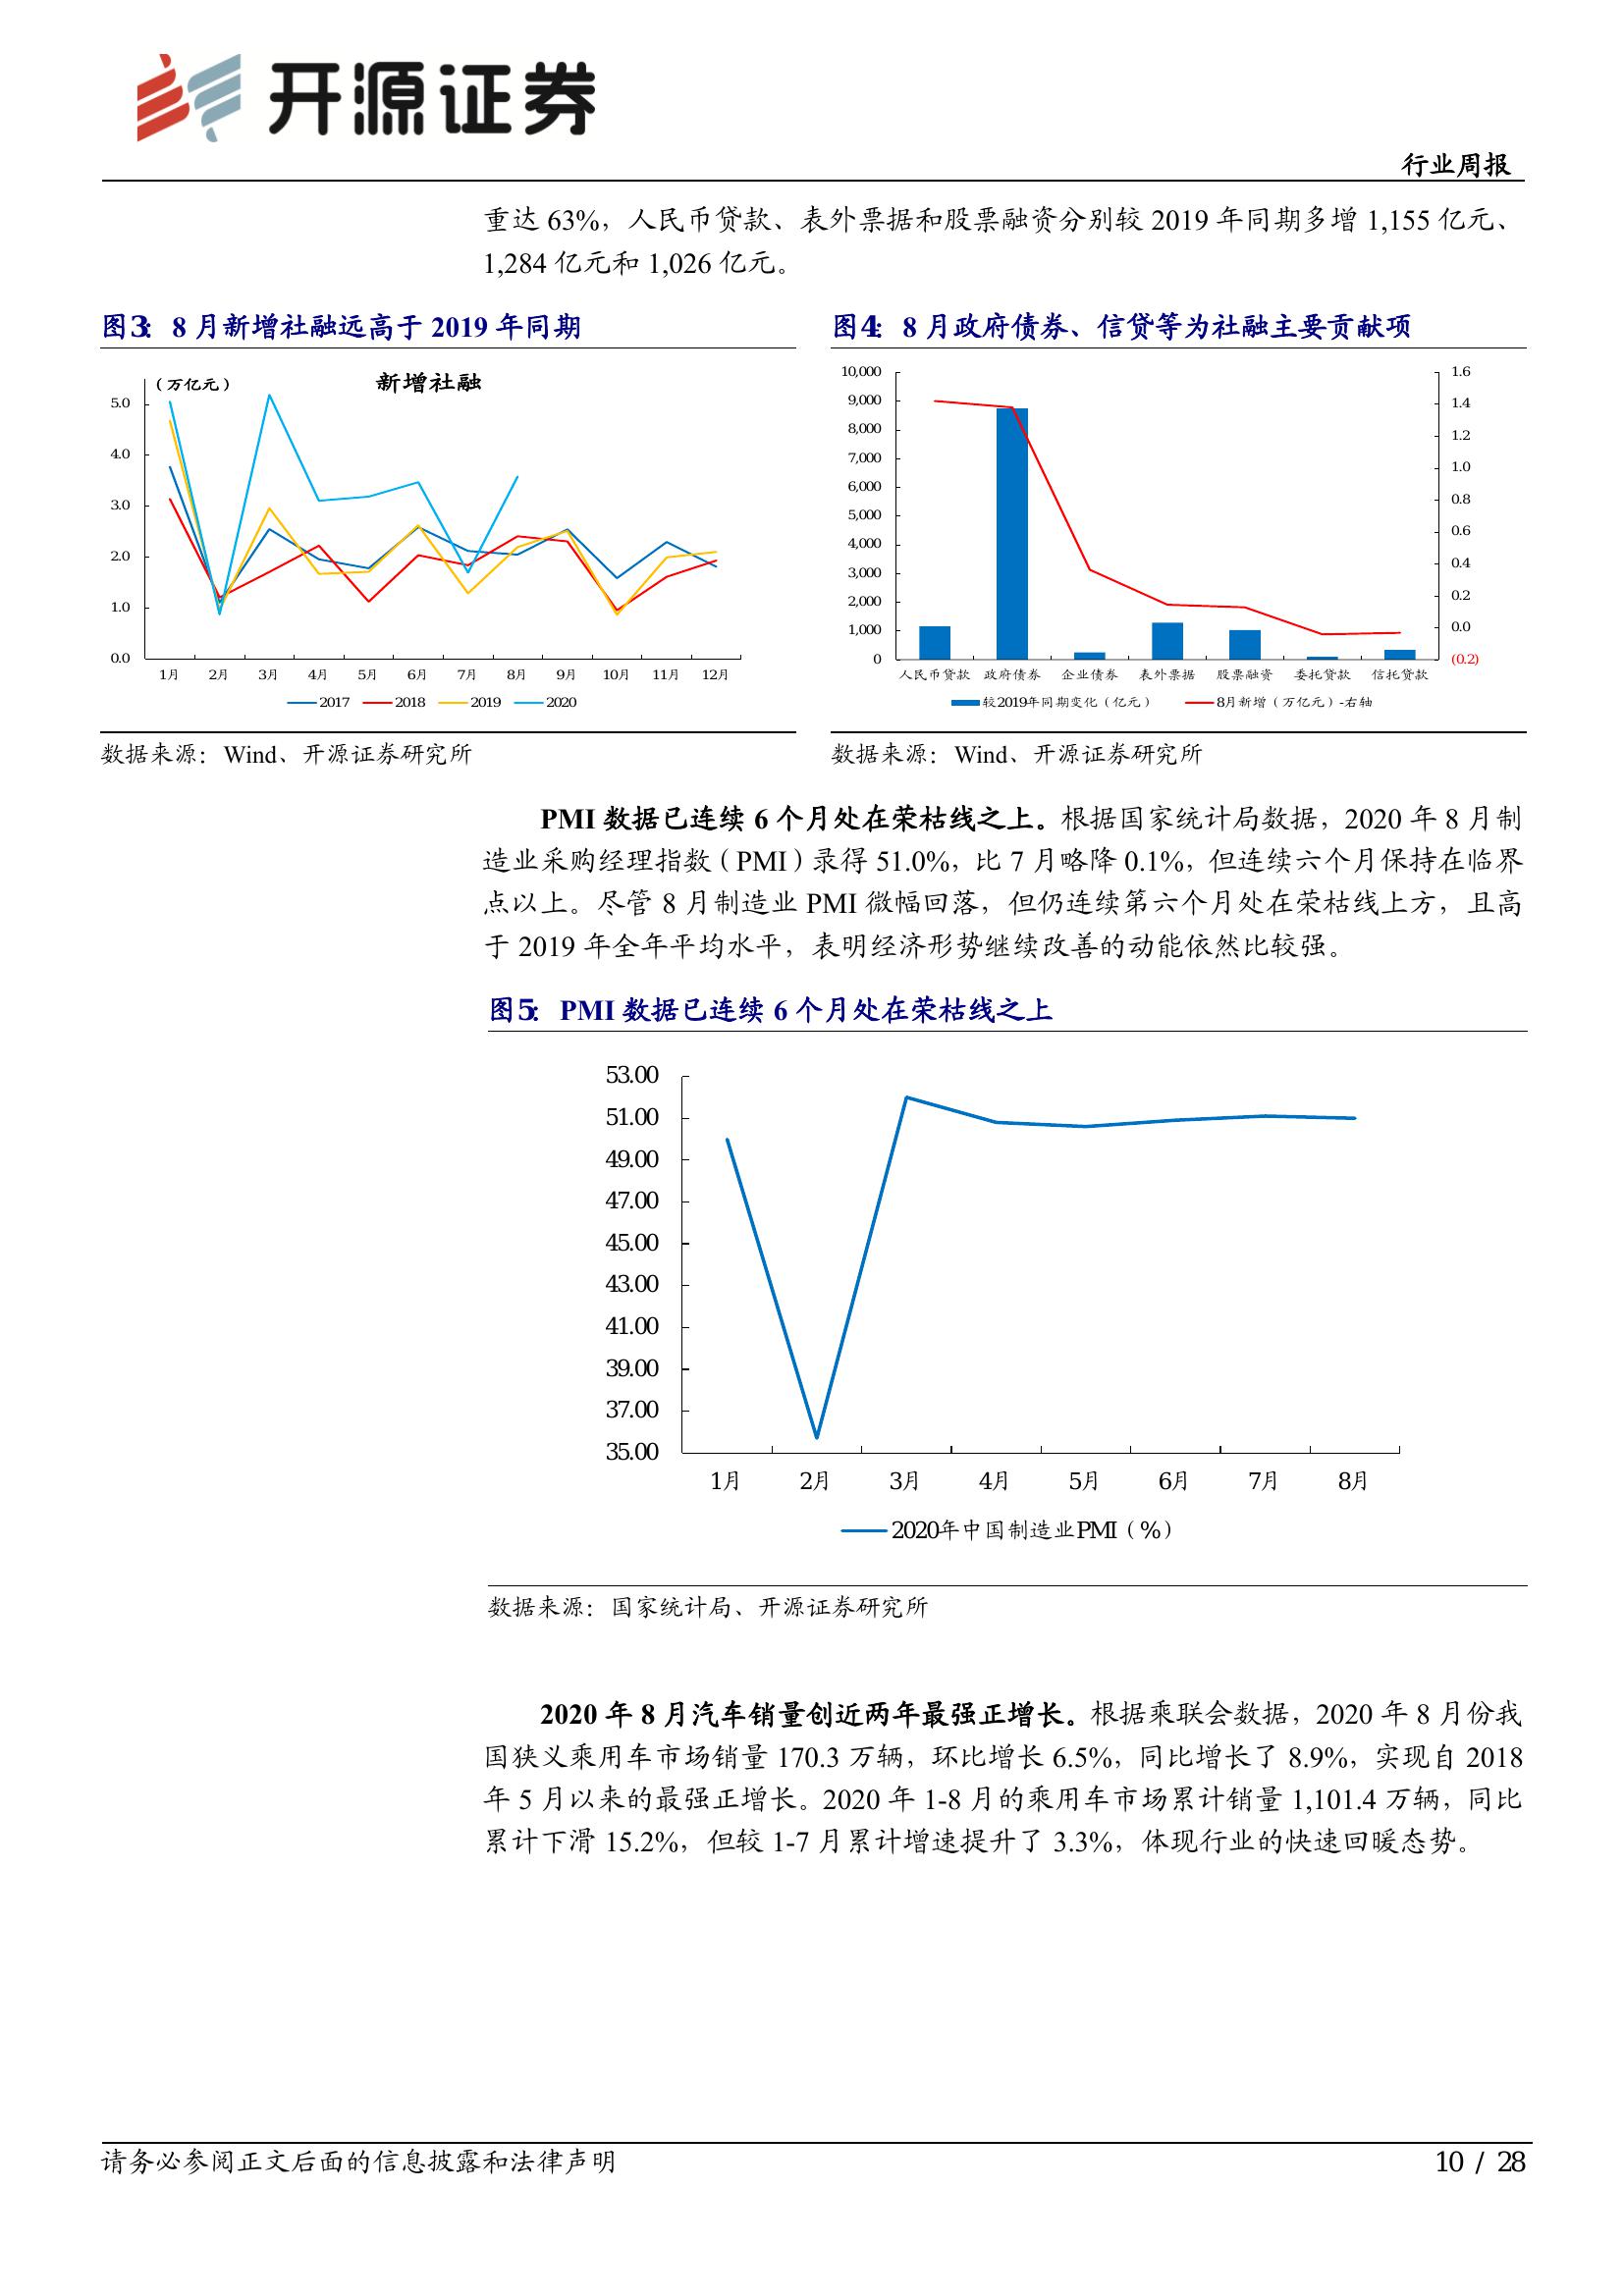 开源证券
行业周报
重达 63%，人民币贷款、表外票据和股票融资分别较 2019 年同期多增 1,155 亿元、
1,284 亿元和 1,026 亿元。
图3： 8 月新增社融远高于 2019 年同期
（万亿元）
新增社融
5.0
4.0
3.0
2.0
1.0
0.0
1月 2月 3月 4月 5月 6月 7月 8月 9月 10月 11月 12月
2017 2018 2019 2020
数据来源：Wind、开源证券研究所
图4： 8 月政府债券、信贷等为社融主要贡献项
10,000
9,000
8,000
7,000
6,000
5,000
4,000
3,000
2,000
1,000
0
1.6
1.4
1.2
1.0
0.8
0.6
0.4
0.2
0.0
(0.2)
人民币贷款 政府债券 企业债券 表外票据 股票融资 委托贷款 信托贷款
较2019年同期变化（亿元） 8月新增（万亿元）-右轴
数据来源：Wind、开源证券研究所
PMI 数据已连续 6 个月处在荣枯线之上。根据国家统计局数据，2020 年 8 月制
造业采购经理指数（PMI）录得 51.0%，比 7 月略降 0.1%，但连续六个月保持在临界
点以上。尽管 8 月制造业 PMI 微幅回落，但仍连续第六个月处在荣枯线上方，且高
于 2019 年全年平均水平，表明经济形势继续改善的动能依然比较强。
图5： PMI 数据已连续 6 个月处在荣枯线之上
53.00
51.00
49.00
47.00
45.00
43.00
41.00
39.00
37.00
35.00
1月 2月 3月 4月 5月 6月 7月 8月
2020年中国制造业PMI（%）
数据来源：国家统计局、开源证券研究所
2020 年 8 月汽车销量创近两年最强正增长。根据乘联会数据，2020 年 8 月份我
国狭义乘用车市场销量 170.3 万辆，环比增长 6.5%，同比增长了 8.9%，实现自 2018
年 5 月以来的最强正增长。2020 年 1-8 月的乘用车市场累计销量 1,101.4 万辆，同比
累计下滑 15.2%，但较 1-7 月累计增速提升了 3.3%，体现行业的快速回暖态势。
请务必参阅正文后面的信息披露和法律声明
10 / 28